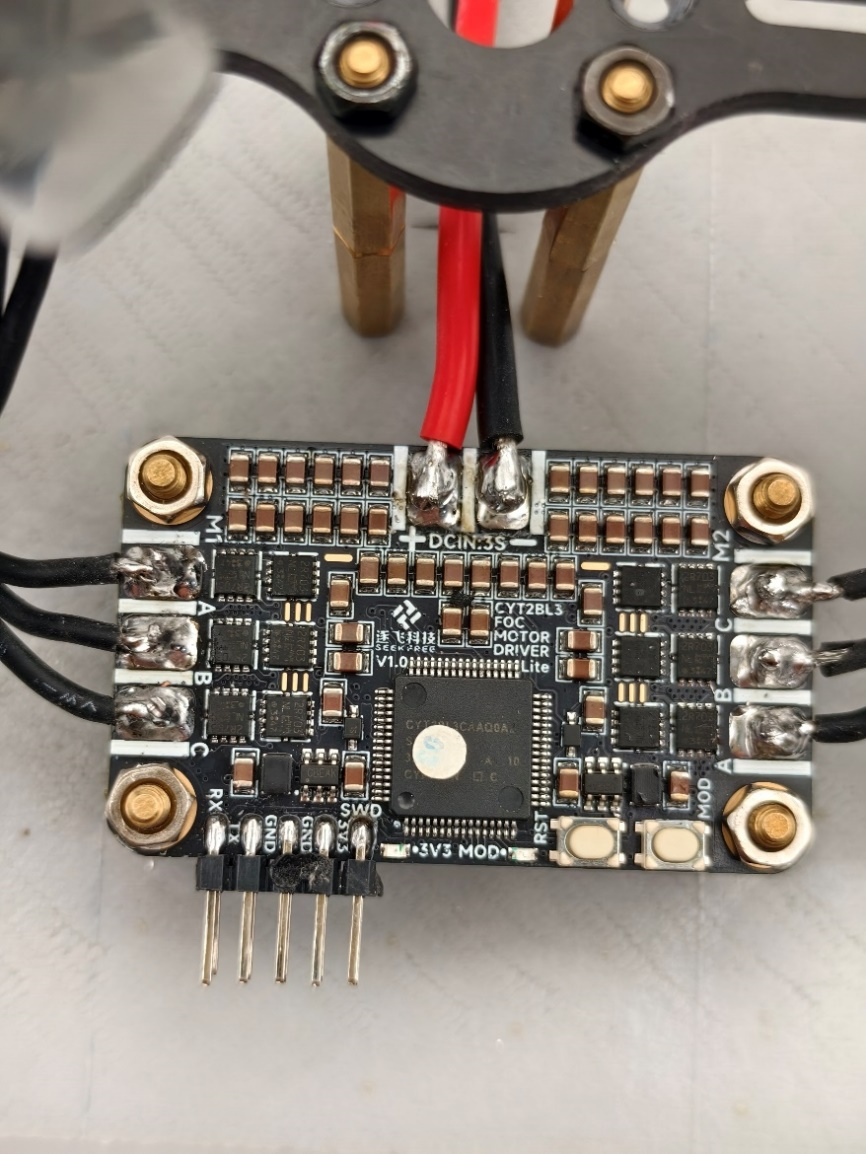 M1
+ DCIN:3S −
M2
A
B
C
C
B
A
逐飞科技
SEEKFREE
V1.0
CYT2BL3
FOC
MOTOR
DRIVER
Lite
RX
TX
GND
GND
5V3
SWD
•3V3 MOD•
RST
MOD